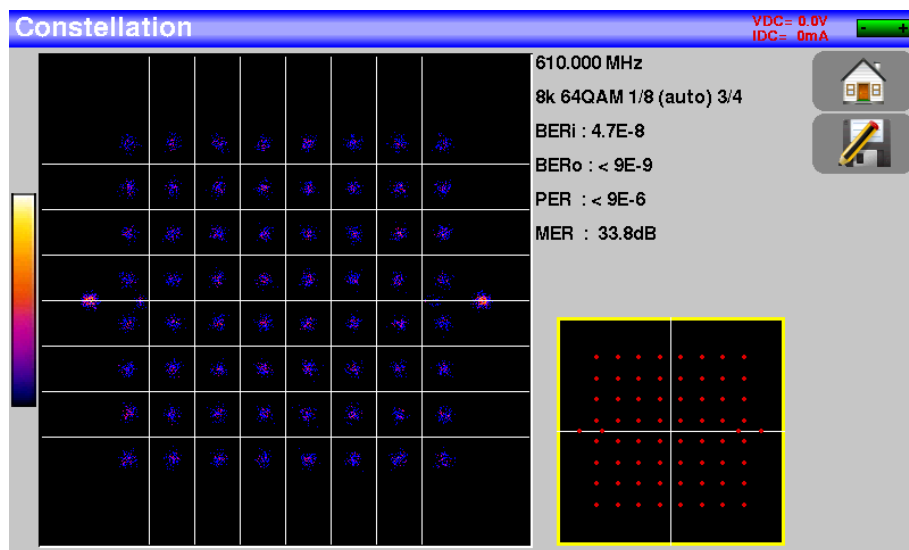 Constellation
VDC= 0.0V
IDC= 0mA
- +
610.000 MHz
8k 64QAM 1/8 (auto) 3/4
BERi : 4.7E-8
BERo : < 9E-9
PER : < 9E-6
MER : 33.8dB